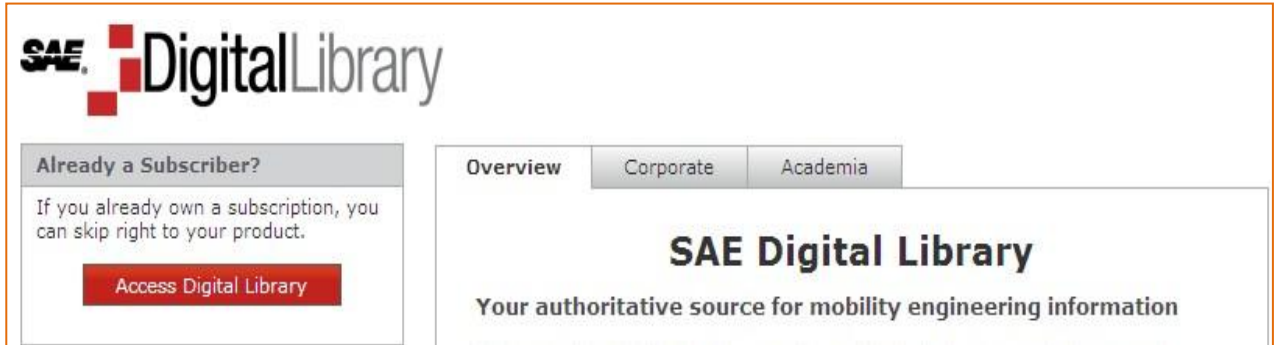 SAE. DigitalLibrary
Already a Subscriber?
If you already own a subscription, you
can skip right to your product.
Access Digital Library
Overview Corporate Academia
SAE Digital Library
Your authoritative source for mobility engineering information